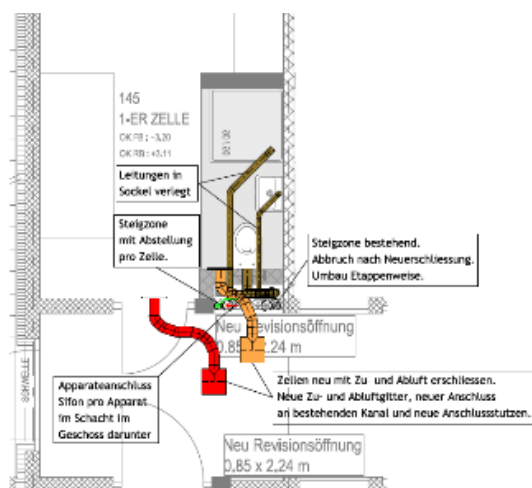 145
1-ER ZELLE
OK FB : -3,20
OK RB : +3.11
80/180
Leitungen in
Sockel verlegt
Steigzone
mit Abstellung
pro Zelle.
Steigzone bestehend.
Abbruch nach Neuerschliessung.
Umbau Etappenweise.
Neu Revisionsöffnung
0.85 x 2,24 m
SCHWELLE
Apparateanschluss
Sifon pro Apparat
im Schacht im
Geschoss darunter
Zellen neu mit Zu- und Abluft erschliessen.
Neue Zu- und Abluftgitter, neuer Anschluss
an bestehenden Kanal und neue Anschlussstutzen.
Neu Revisionsöffnung
0,85 x 2,24 m